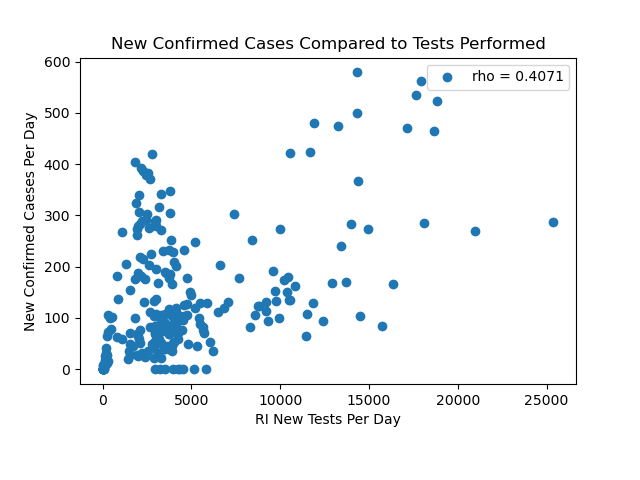 New Confirmed Cases Compared to Tests Performed
rho = 0.4071
New Confirmed Caeses Per Day
600
500
400
300
200
100
0
0 5000 10000 15000 20000 25000
RI New Tests Per Day